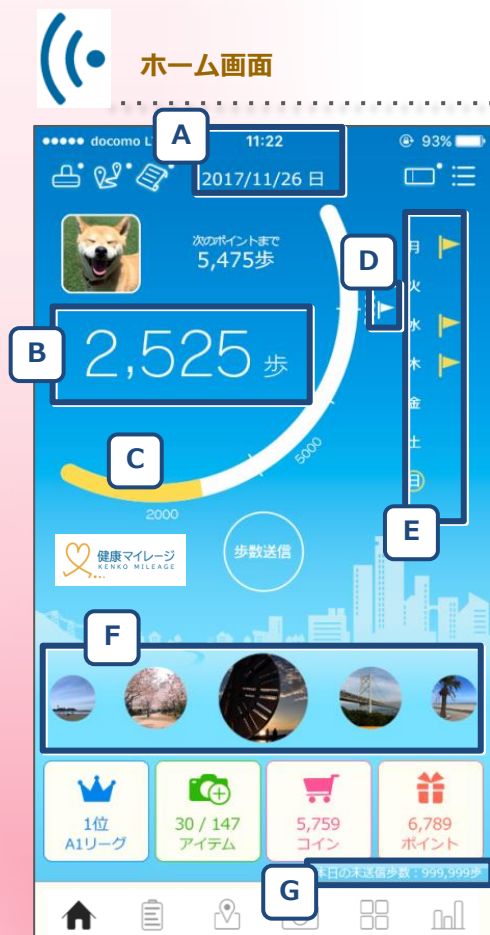 ホーム画面
A
docomo
11:22
93%
2017/11/26 日
次のポイントまで
5,475歩
D
月
火
水
木
金
土
日
B
2,525 歩
C
5000
2000
E
健康マイレージ
KENKO MILEAGE
歩数送信
F
1位
A1リーグ
30 / 147
アイテム
5,759
コイン
6,789
ポイント
本日の未送信歩数：999,999歩
G